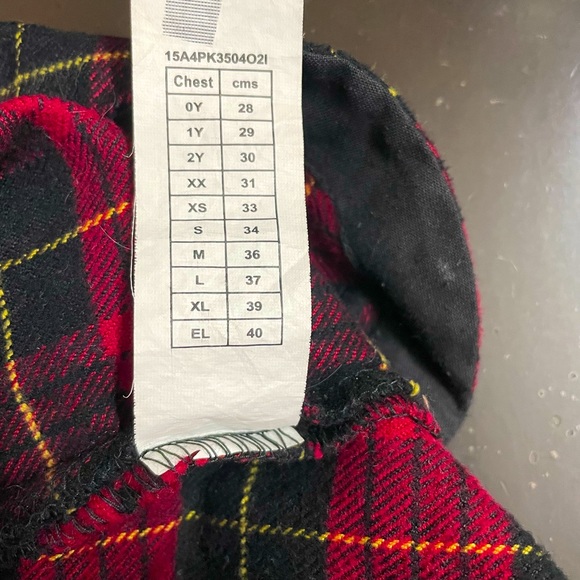 15A4PK3504O2I
Chest cms
0Y 28
1Y 29
2Y 30
XX 31
XS 33
S 34
M 36
L 37
XL 39
EL 40